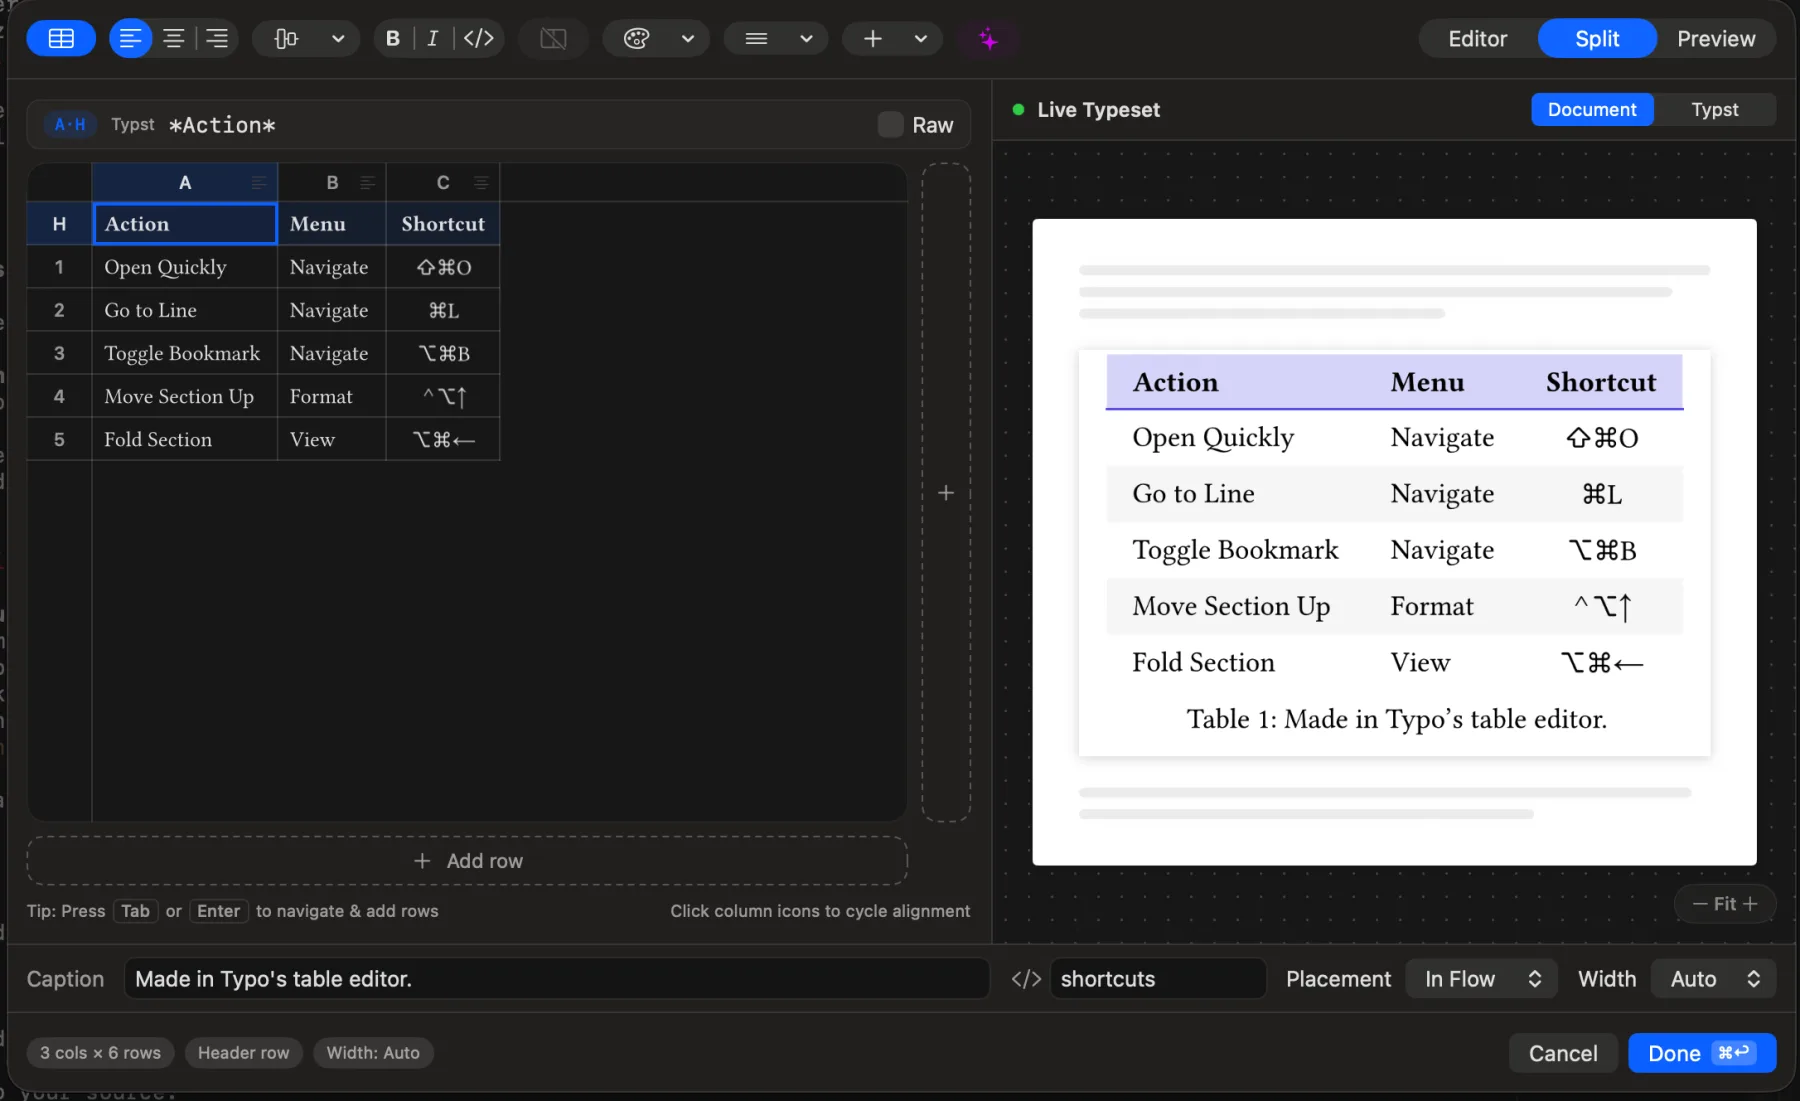 B I </>
Editor Split Preview
A·H Typst *Action* Raw
Live Typeset
Document Typst
A B C
H Action Menu Shortcut
1 Open Quickly Navigate ⇧⌘O
2 Go to Line Navigate ⌘L
3 Toggle Bookmark Navigate ⌥⌘B
4 Move Section Up Format ^⌥↑
5 Fold Section View ⌥⌘←
+
+ Add row
Tip: Press Tab or Enter to navigate & add rows
Click column icons to cycle alignment
Action Menu Shortcut
Open Quickly Navigate ⇧⌘O
Go to Line Navigate ⌘L
Toggle Bookmark Navigate ⌥⌘B
Move Section Up Format ^⌥↑
Fold Section View ⌥⌘←
Table 1: Made in Typo’s table editor.
— Fit +
Caption Made in Typo's table editor. </> shortcuts Placement In Flow Width Auto
3 cols × 6 rows Header row Width: Auto
Cancel Done ⌘↩
your source.